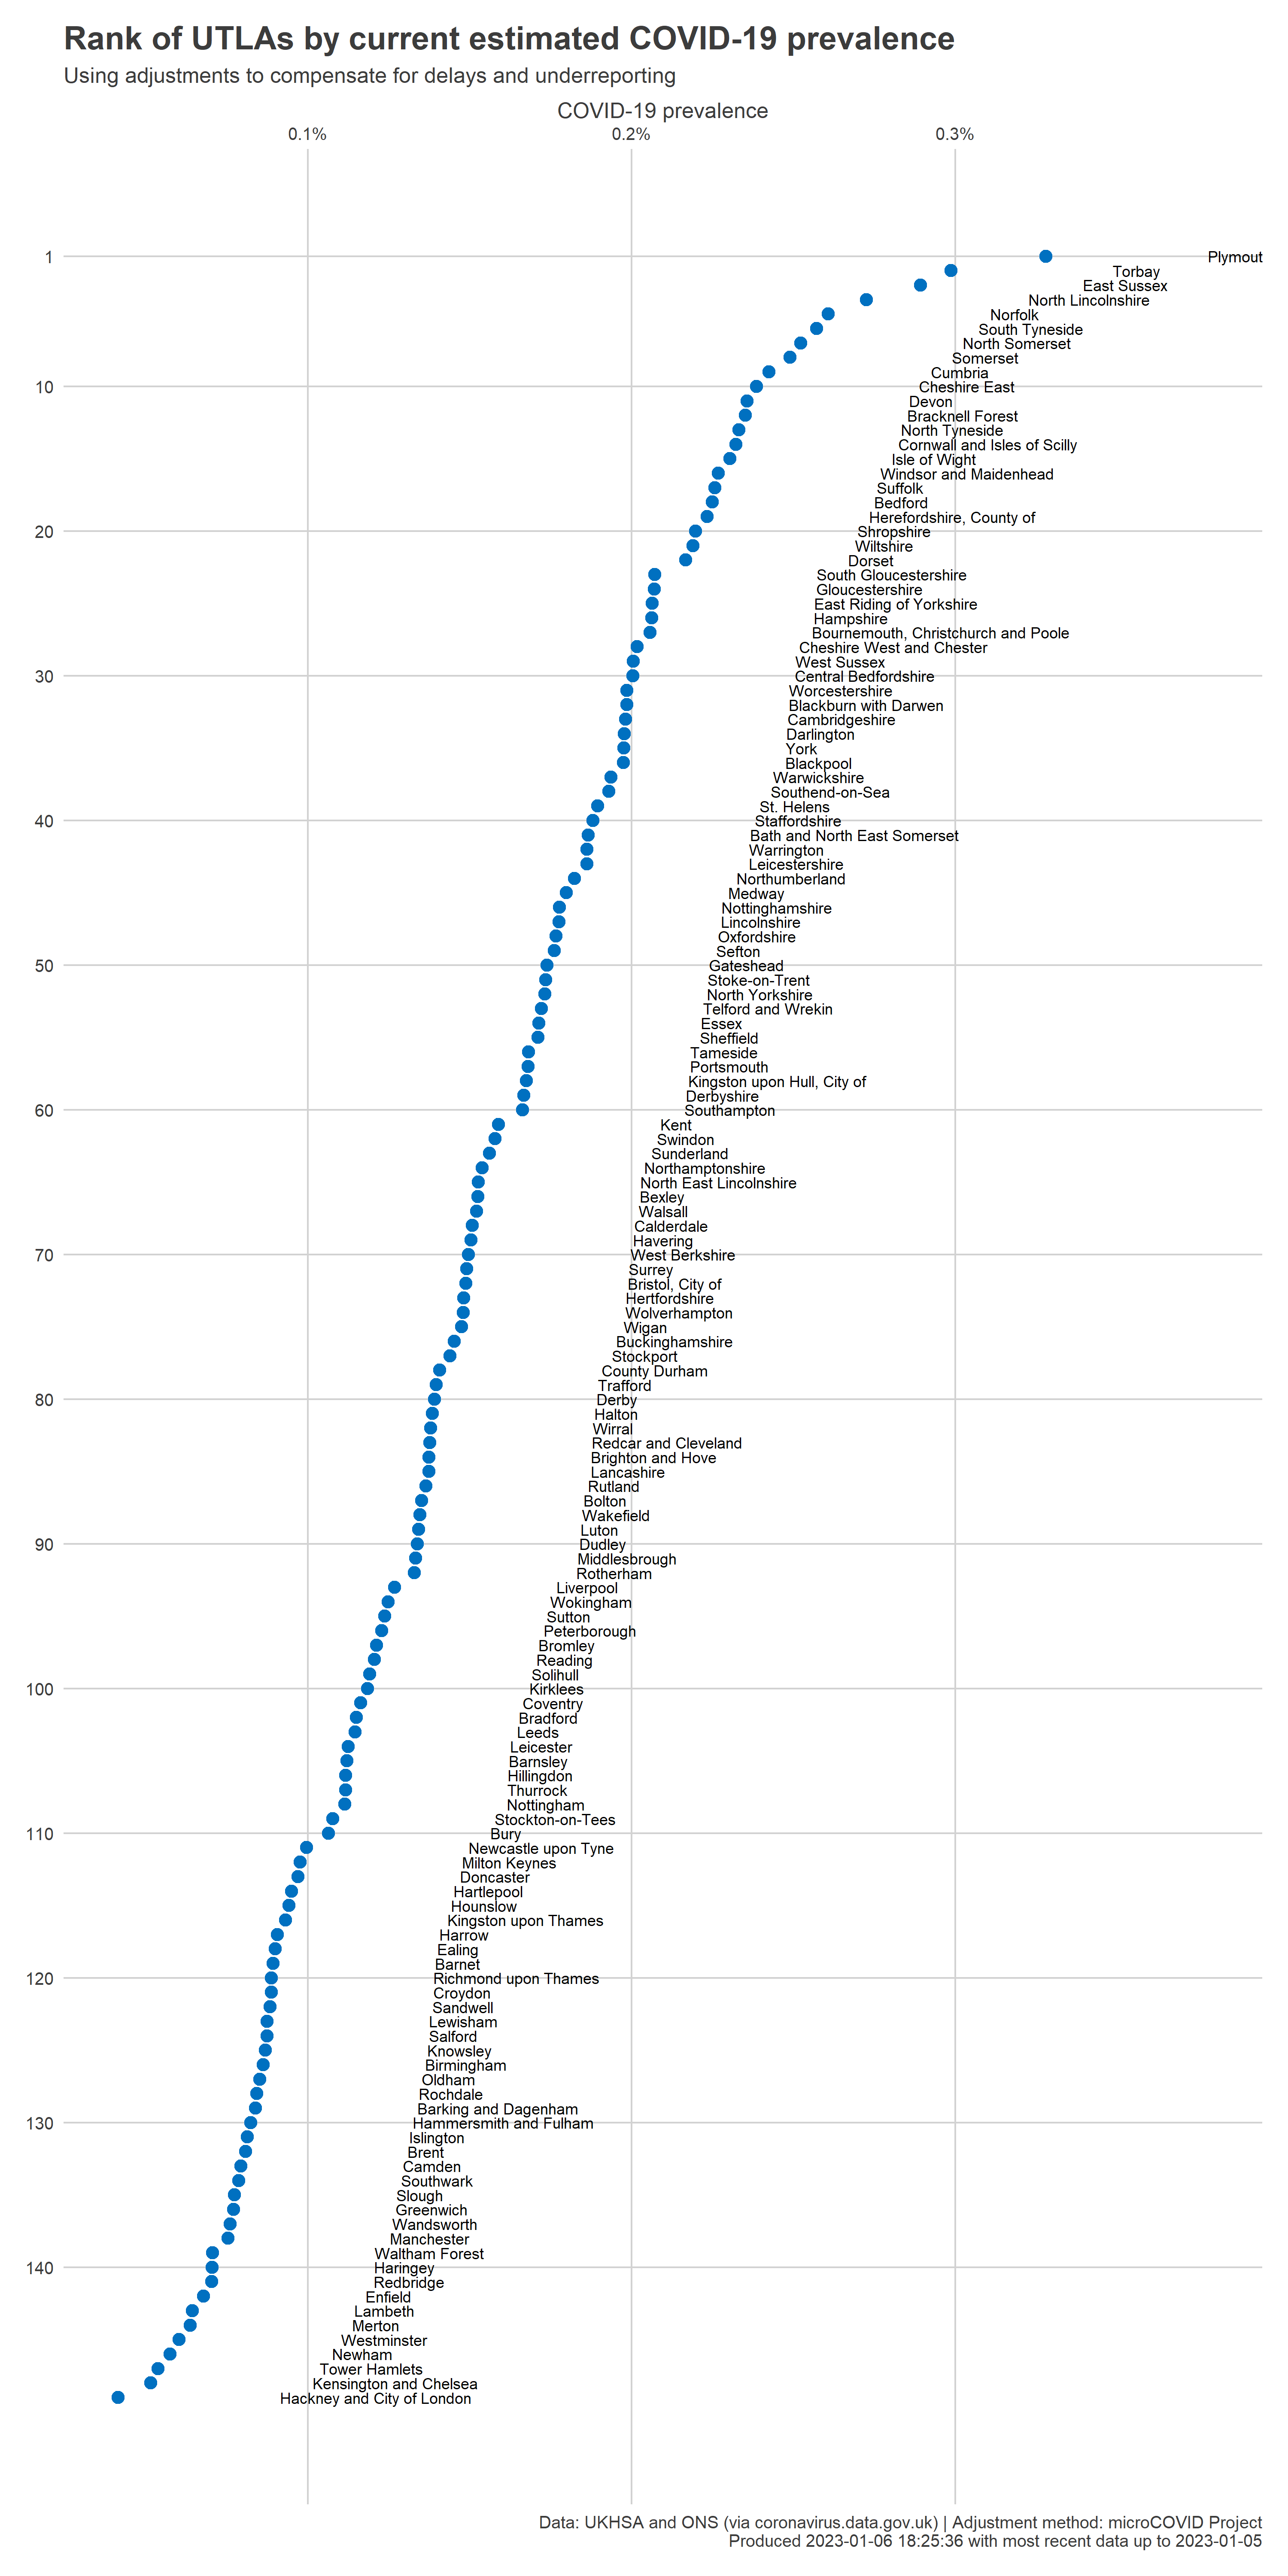 Rank of UTLAs by current estimated COVID-19 prevalence
Using adjustments to compensate for delays and underreporting
COVID-19 prevalence
0.1% 0.2% 0.3%
1 Plymout
Torbay
East Sussex
North Lincolnshire
Norfolk
South Tyneside
North Somerset
Somerset
Cumbria
10 Cheshire East
Devon
Bracknell Forest
North Tyneside
Cornwall and Isles of Scilly
Isle of Wight
Windsor and Maidenhead
Suffolk
Bedford
Herefordshire, County of
20 Shropshire
Wiltshire
Dorset
South Gloucestershire
Gloucestershire
East Riding of Yorkshire
Hampshire
Bournemouth, Christchurch and Poole
Cheshire West and Chester
West Sussex
30 Central Bedfordshire
Worcestershire
Blackburn with Darwen
Cambridgeshire
Darlington
York
Blackpool
Warwickshire
Southend-on-Sea
St. Helens
40 Staffordshire
Bath and North East Somerset
Warrington
Leicestershire
Northumberland
Medway
Nottinghamshire
Lincolnshire
Oxfordshire
Sefton
50 Gateshead
Stoke-on-Trent
North Yorkshire
Telford and Wrekin
Essex
Sheffield
Tameside
Portsmouth
Kingston upon Hull, City of
Derbyshire
60 Southampton
Kent
Swindon
Sunderland
Northamptonshire
North East Lincolnshire
Bexley
Walsall
Calderdale
Havering
70 West Berkshire
Surrey
Bristol, City of
Hertfordshire
Wolverhampton
Wigan
Buckinghamshire
Stockport
County Durham
Trafford
80 Derby
Halton
Wirral
Redcar and Cleveland
Brighton and Hove
Lancashire
Rutland
Bolton
Wakefield
Luton
90 Dudley
Middlesbrough
Rotherham
Liverpool
Wokingham
Sutton
Peterborough
Bromley
Reading
Solihull
100 Kirklees
Coventry
Bradford
Leeds
Leicester
Barnsley
Hillingdon
Thurrock
Nottingham
Stockton-on-Tees
110 Bury
Newcastle upon Tyne
Milton Keynes
Doncaster
Hartlepool
Hounslow
Kingston upon Thames
Harrow
Ealing
Barnet
120 Richmond upon Thames
Croydon
Sandwell
Lewisham
Salford
Knowsley
Birmingham
Oldham
Rochdale
Barking and Dagenham
130 Hammersmith and Fulham
Islington
Brent
Camden
Southwark
Slough
Greenwich
Wandsworth
Manchester
Waltham Forest
140 Haringey
Redbridge
Enfield
Lambeth
Merton
Westminster
Newham
Tower Hamlets
Kensington and Chelsea
Hackney and City of London
Data: UKHSA and ONS (via coronavirus.data.gov.uk) | Adjustment method: microCOVID Project
Produced 2023-01-06 18:25:36 with most recent data up to 2023-01-05